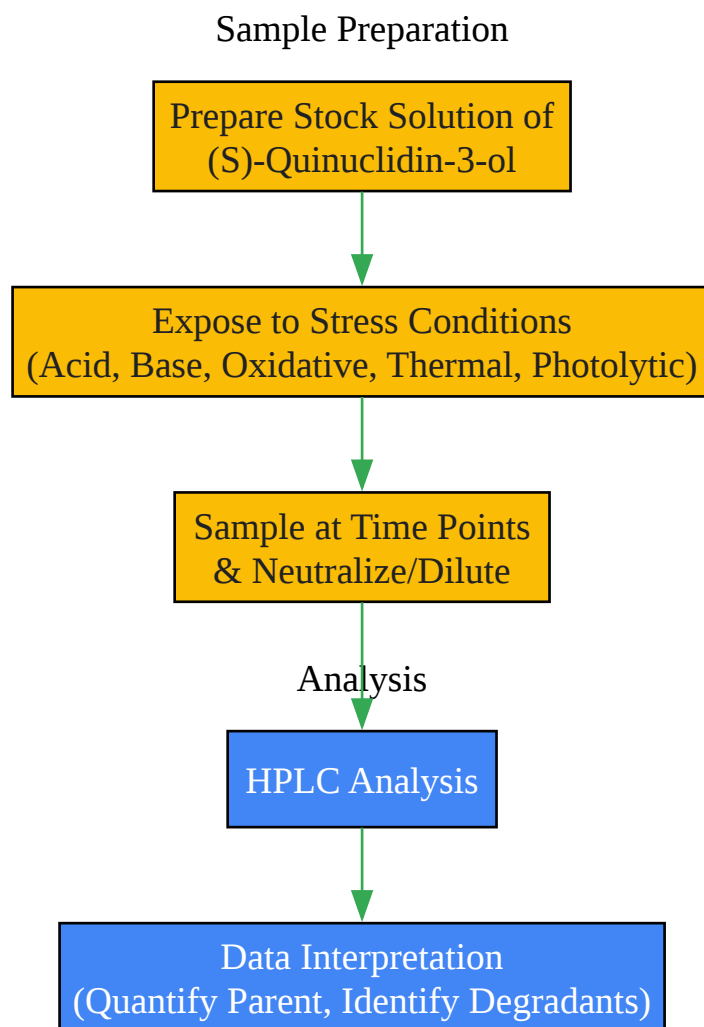 Sample Preparation
Prepare Stock Solution of
(S)-Quinuclidin-3-ol
Expose to Stress Conditions
(Acid, Base, Oxidative, Thermal, Photolytic)
Sample at Time Points
& Neutralize/Dilute
Analysis
HPLC Analysis
Data Interpretation
(Quantify Parent, Identify Degradants)